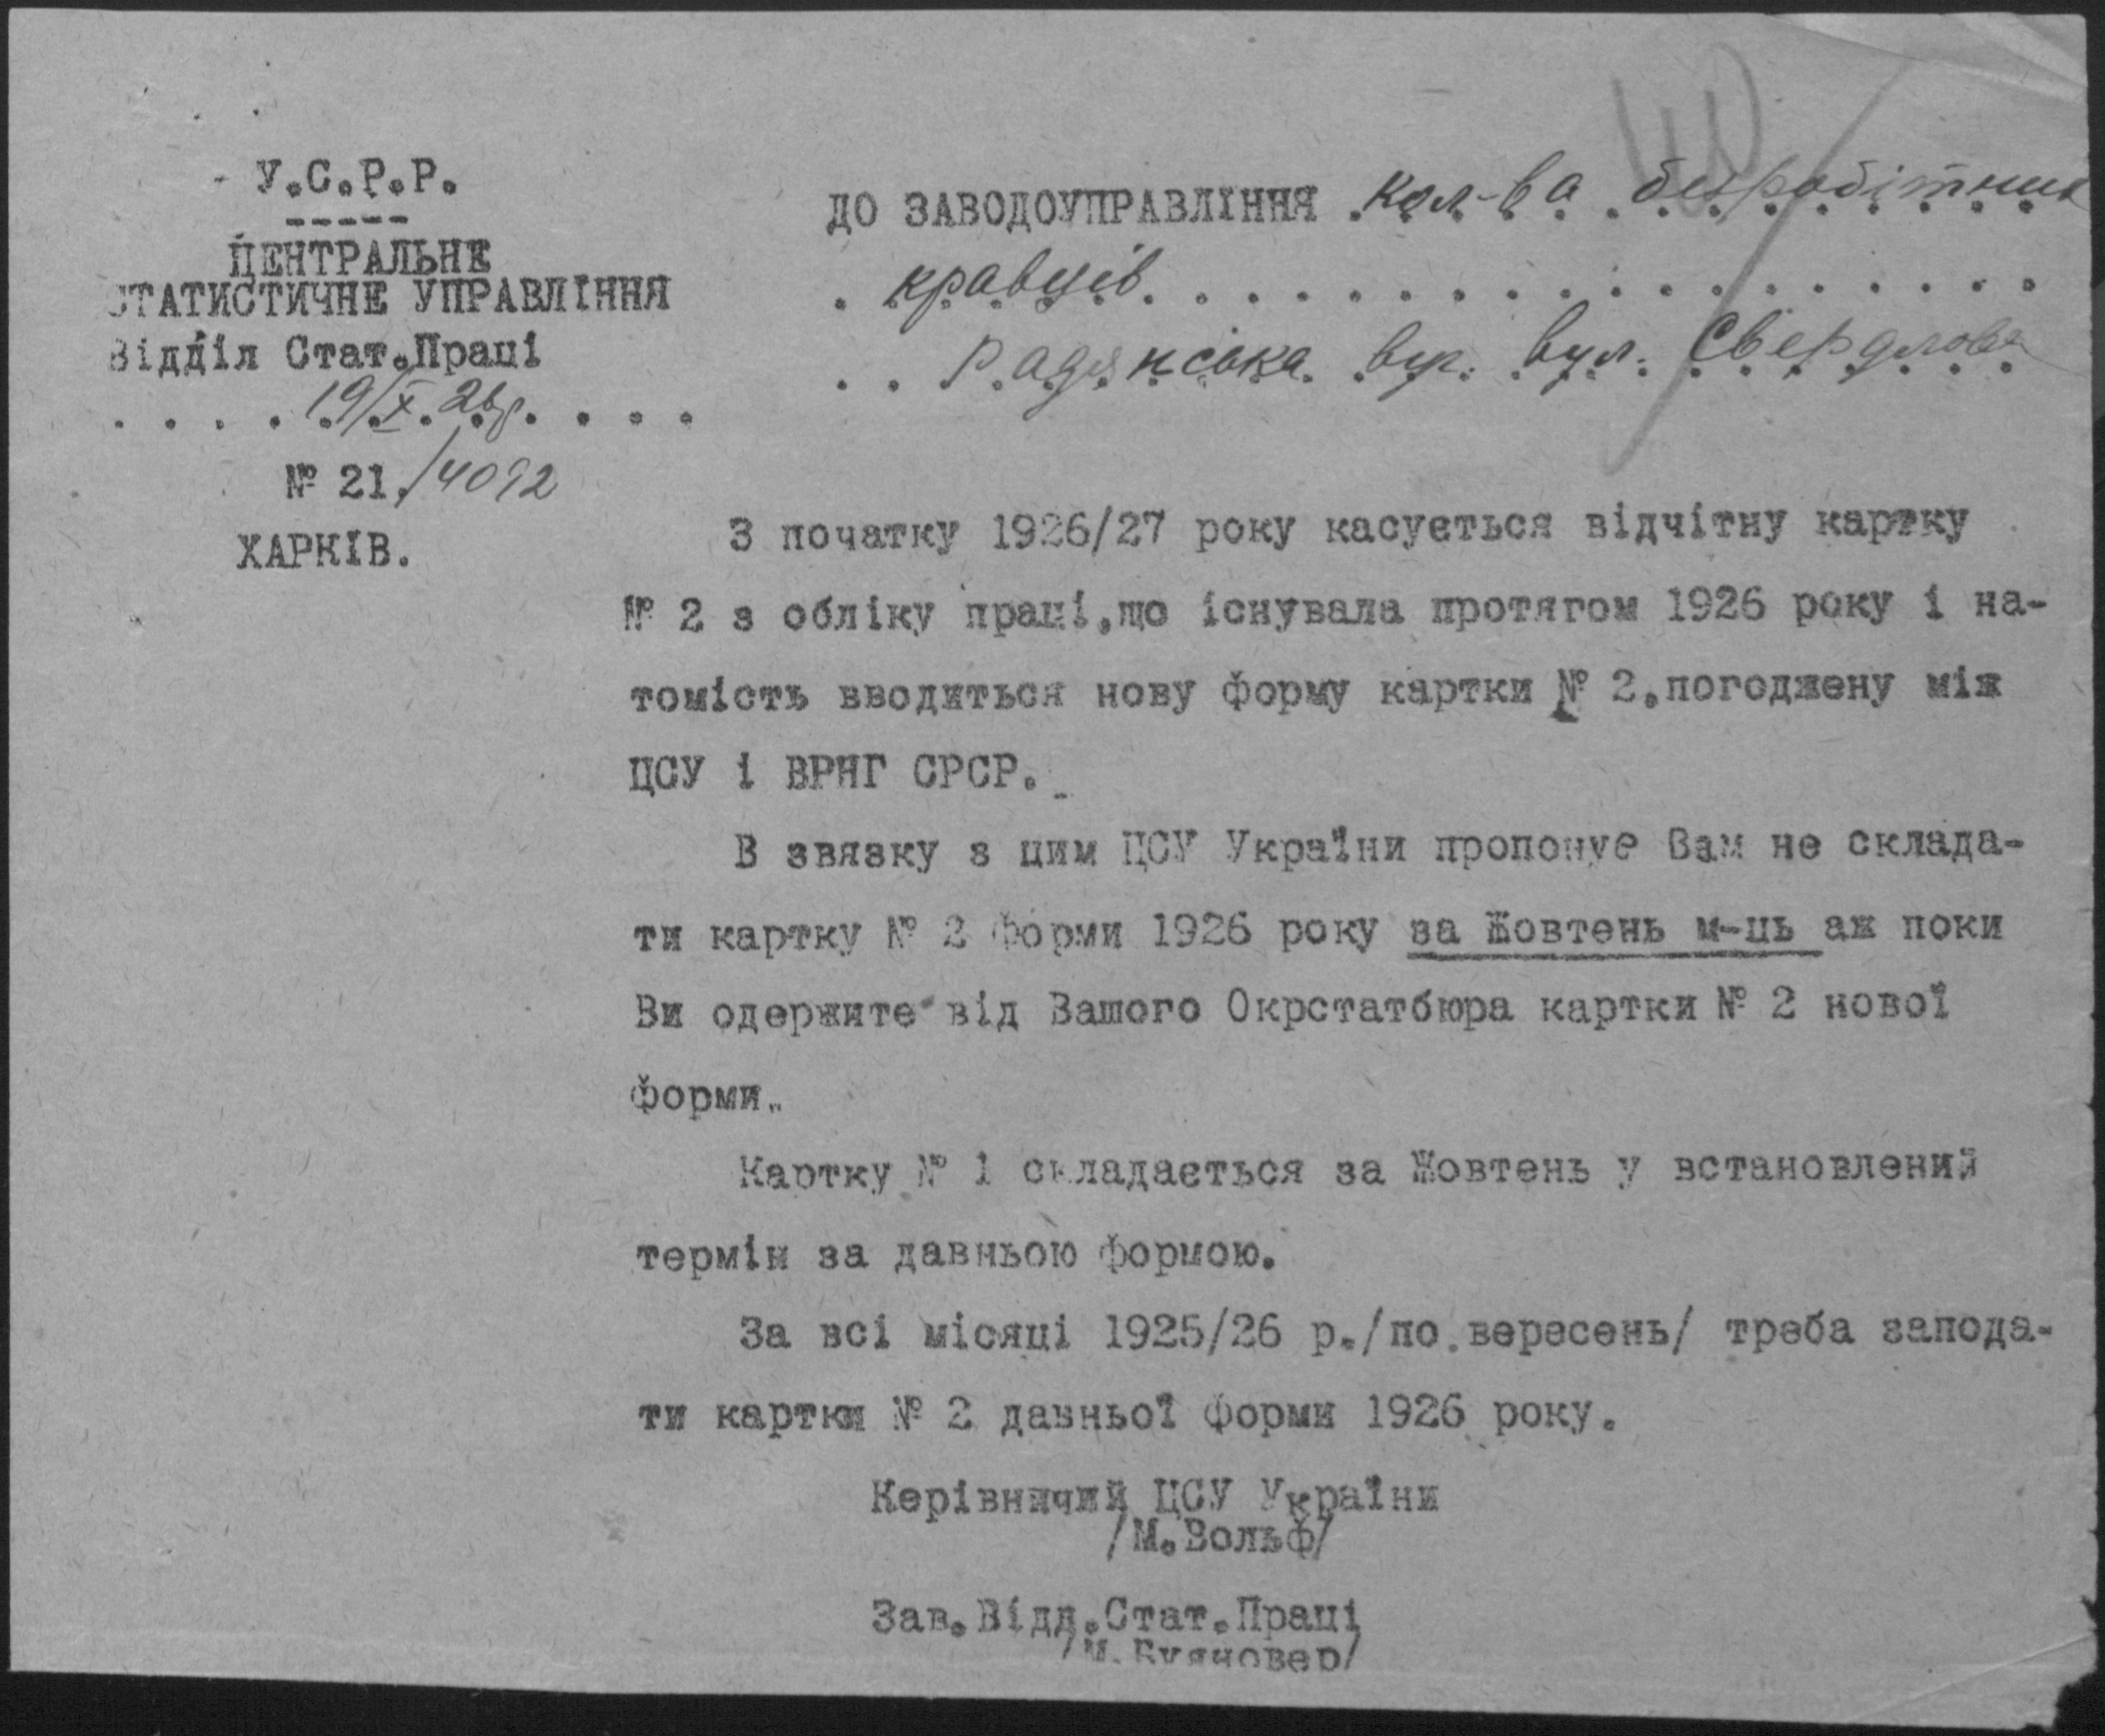 У.С.Р.Р.
ЦЕНТРАЛЬНЕ
СТАТИСТИЧНЕ УПРАВЛІННЯ
Відділ Стат.Праці
19/X 26р.
№ 21./4092
ХАРКІВ.
ДО ЗАВОДОУПРАВЛІННЯ Кол-ва безробітних
кравців
Радянська вул. Свердлова
З початку 1926/27 року касується відчітну картку
№ 2 з обліку праці,що існувала протягом 1926 року і на-
томість вводиться нову форму картки № 2,погоджену між
ЦСУ і ВРНГ СРСР.
В звязку з цим ЦСУ України пропонує Вам не склада-
ти картку № 2 форми 1926 року за Жовтень м-ць аж поки
Ви одержите від Вашого Окрстатбюра картки № 2 нової
форми.
Картку № 1 складається за Жовтень у встановлений
термін за давньою формою.
За всі місяці 1925/26 р./по вересень/ треба запода-
ти картки № 2 давньої форми 1926 року.
Керівничий ЦСУ України
/М.Вольф/
Зав.Відд.Стат.Праці
/М.Буяновер/